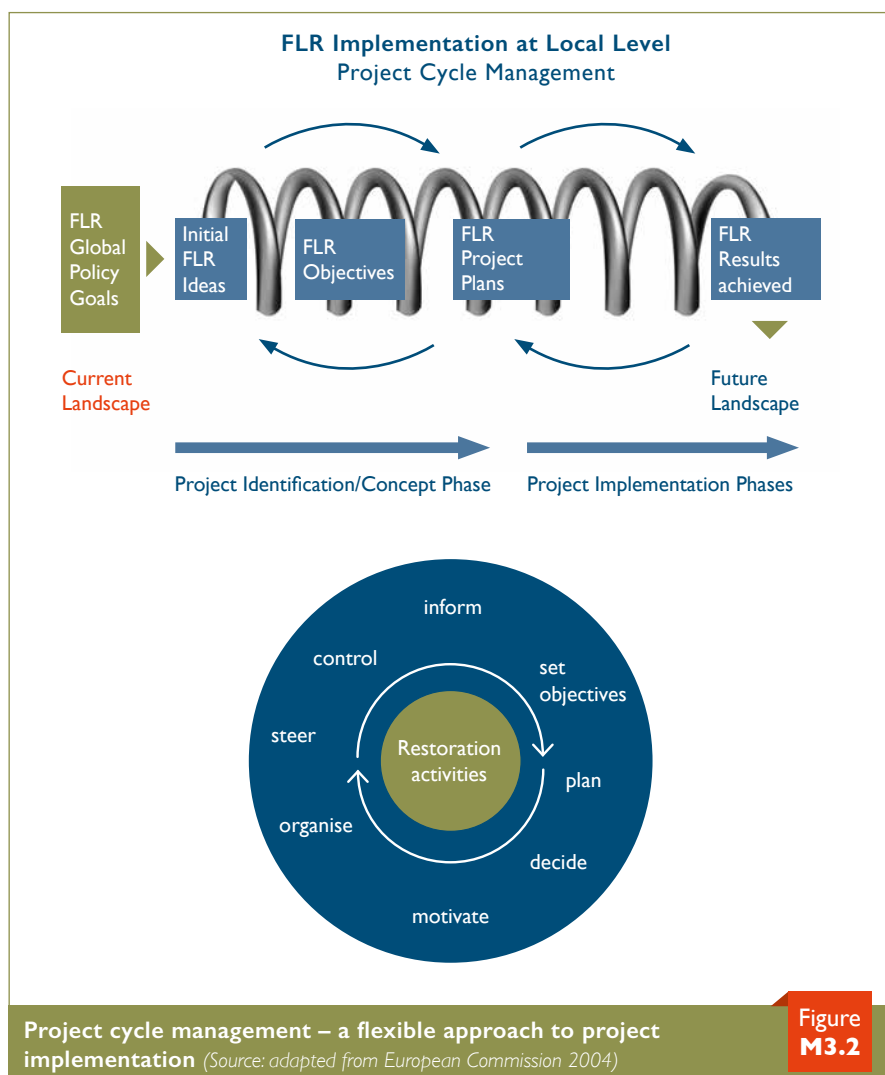 FLR Implementation at Local Level
Project Cycle Management
FLR
Global
Policy
Goals
Initial
FLR
Ideas
FLR
Objectives
FLR
Project
Plans
FLR
Results
achieved
Current
Landscape
Future
Landscape
Project Identification/Concept Phase
Project Implementation Phases
inform
set
objectives
plan
decide
motivate
organise
steer
control
Restoration
activities
Project cycle management – a flexible approach to project
implementation (Source: adapted from European Commission 2004)
Figure
M3.2